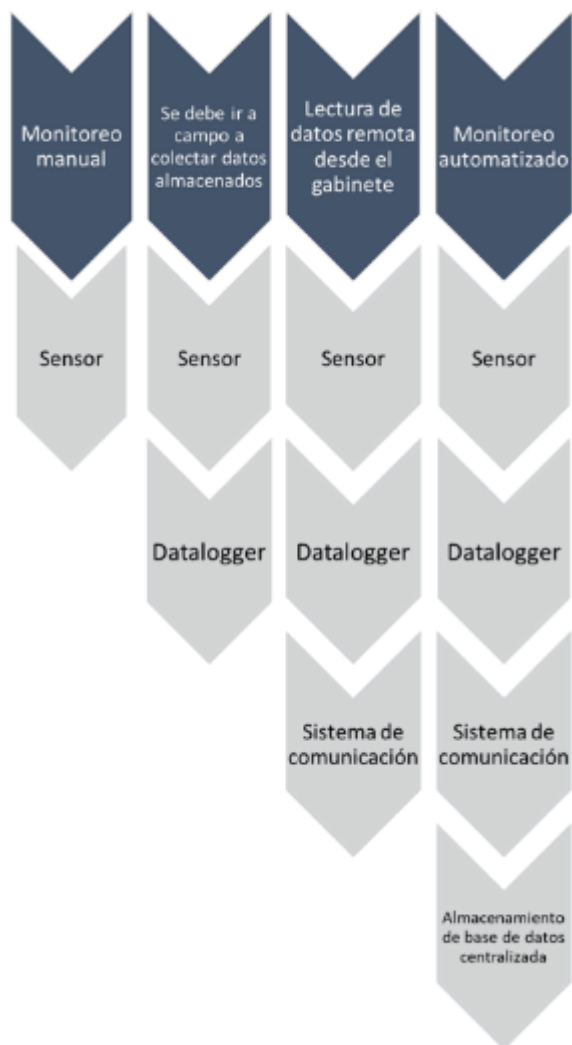 Monitoreo
manual
Se debe ir a
campo a
colectar datos
almacenados
Lectura de
datos remota
desde el
gabinete
Monitoreo
automatizado
Sensor
Sensor
Sensor
Sensor
Datalogger
Datalogger
Datalogger
Sistema de
comunicación
Sistema de
comunicación
Almacenamiento
de base de datos
centralizada